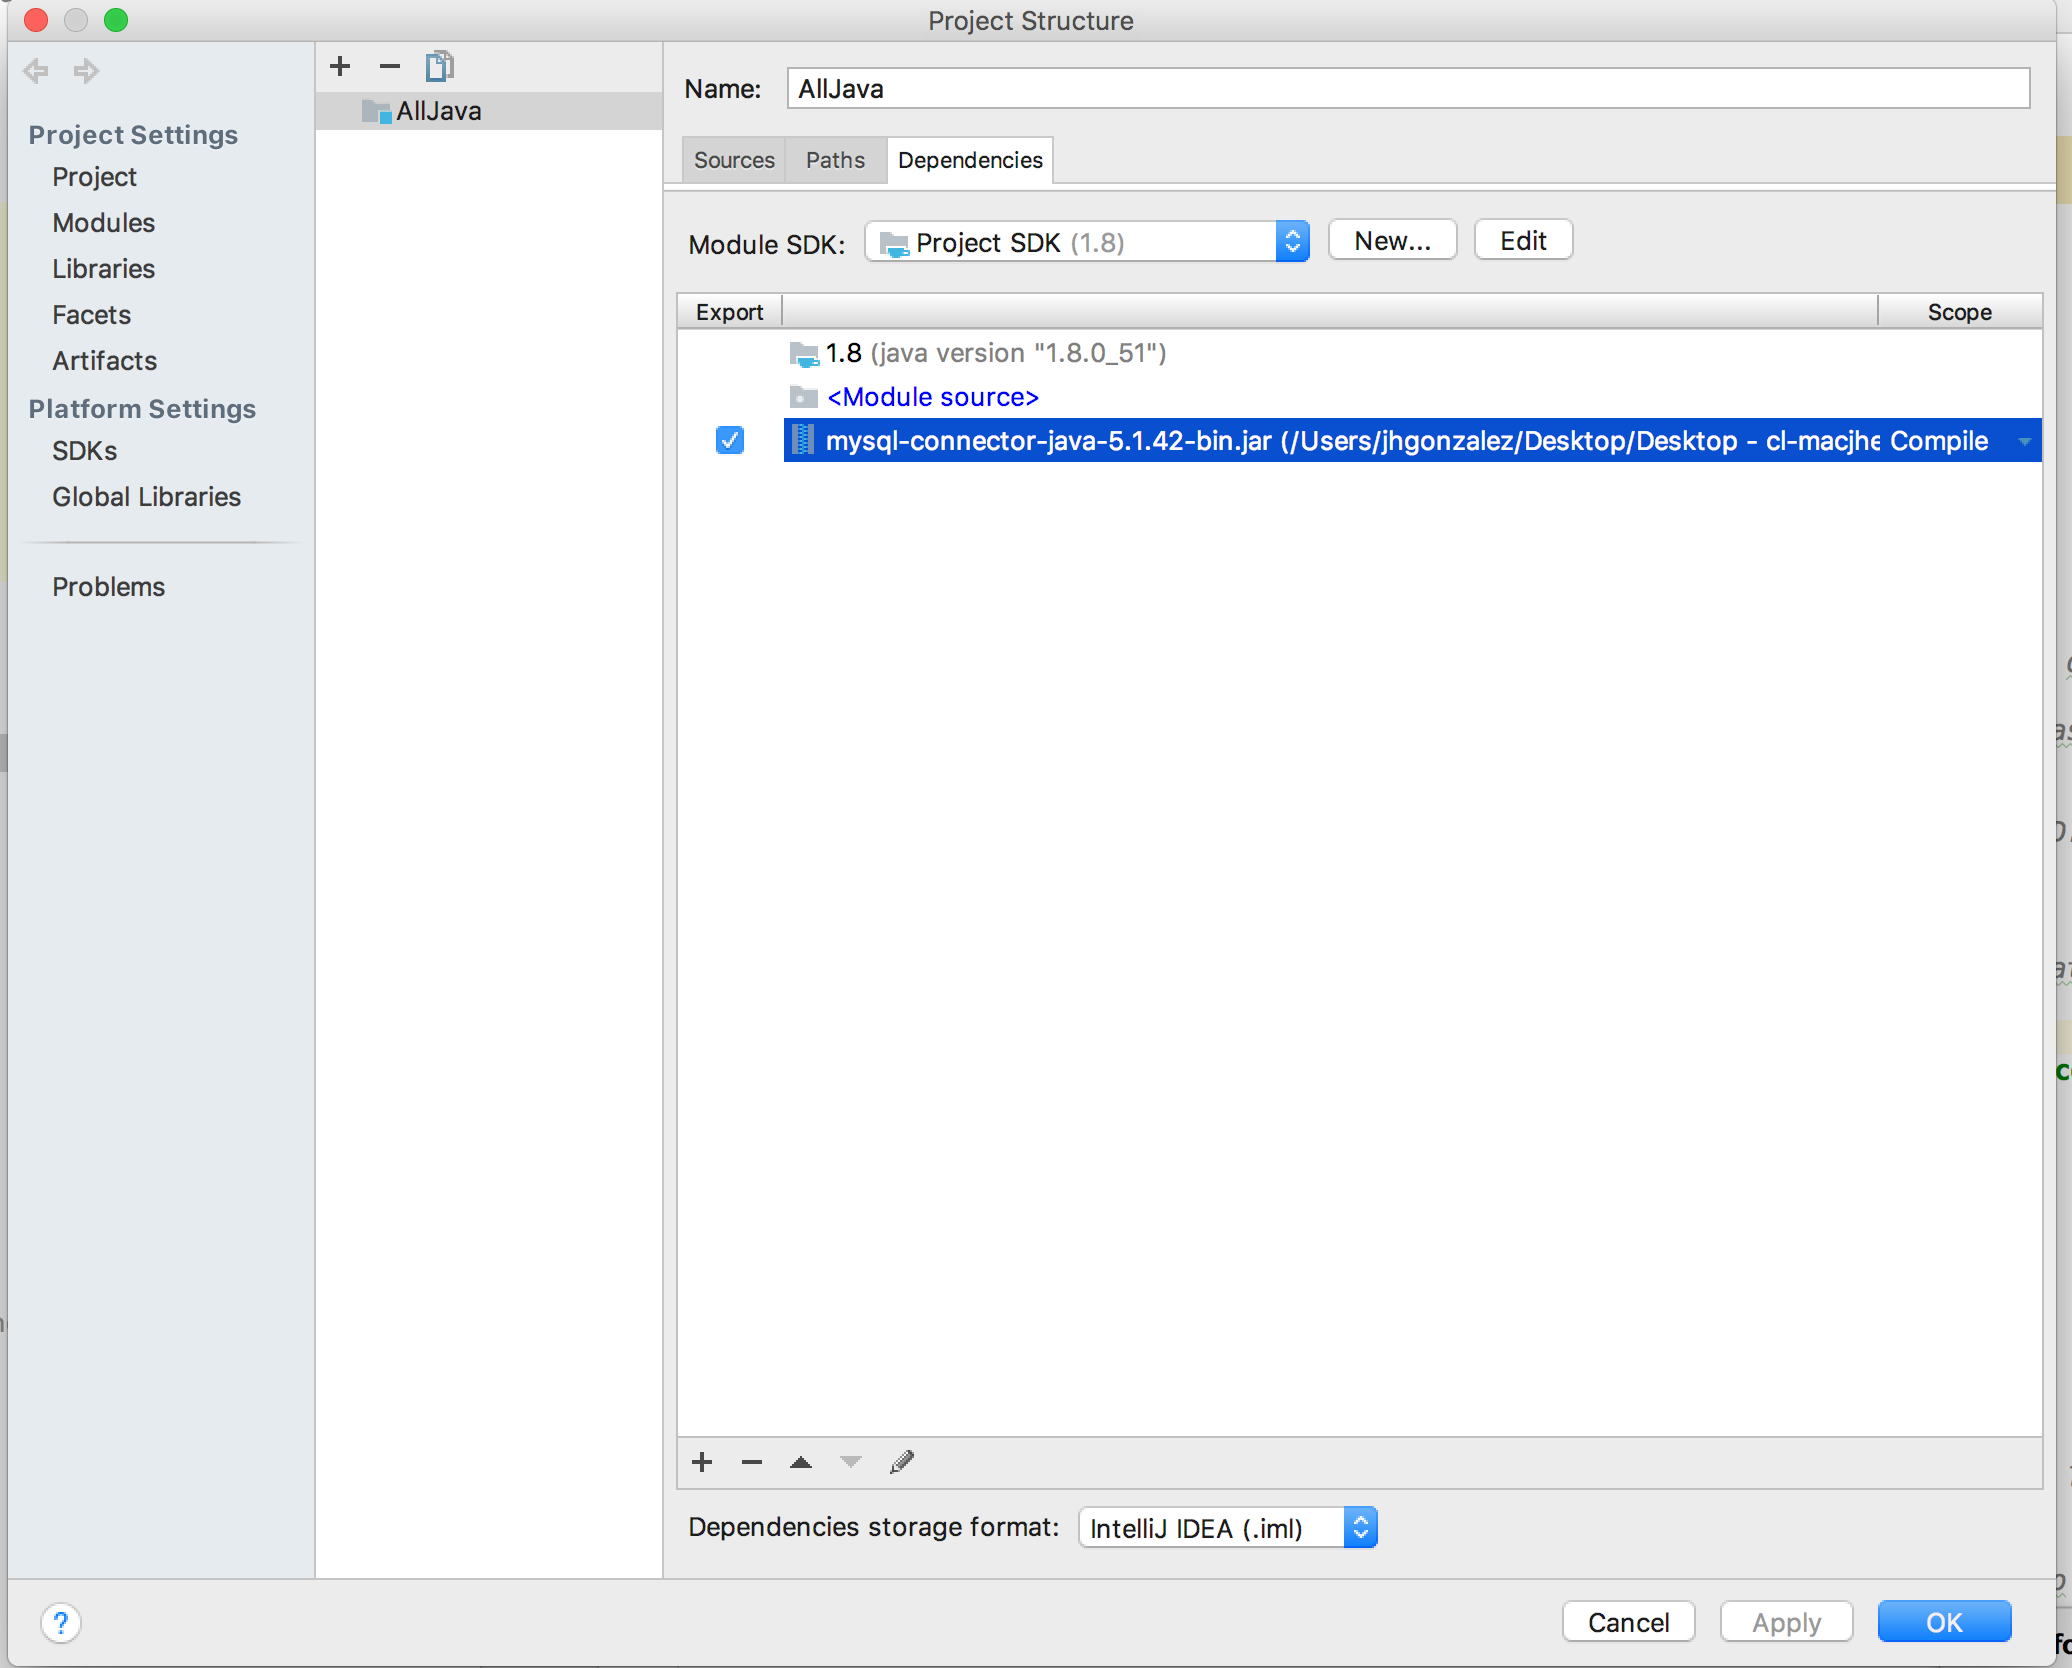 Project Structure
Project Settings
Project
Modules
Libraries
Facets
Artifacts
Platform Settings
SDKs
Global Libraries
Problems
AllJava
Name: AllJava
Sources Paths Dependencies
Module SDK: Project SDK (1.8) New... Edit
Export Scope
1.8 (java version "1.8.0_51")
<Module source>
mysql-connector-java-5.1.42-bin.jar (/Users/jhgonzalez/Desktop/Desktop - cl-macjhe Compile
Dependencies storage format: IntelliJ IDEA (.iml)
? Cancel Apply OK